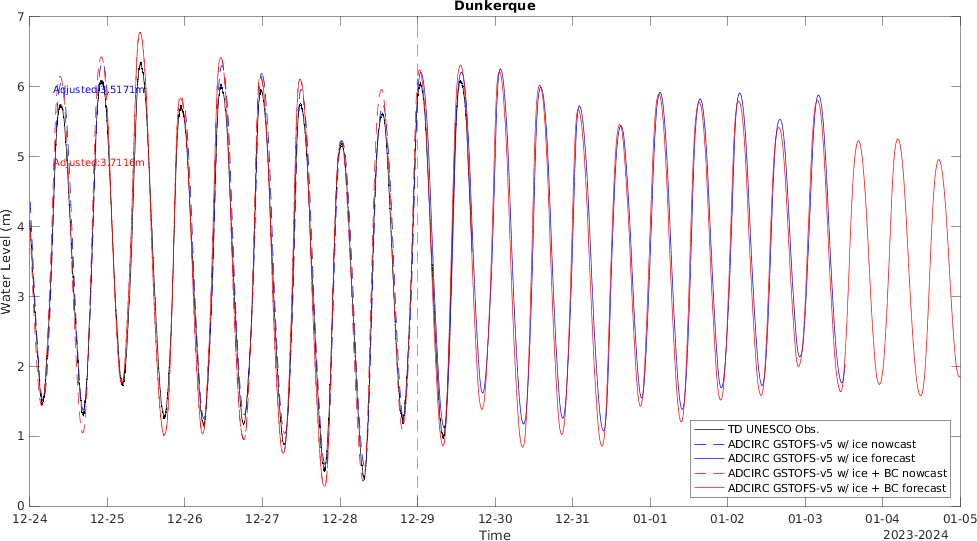 Dunkerque
7
6
5
4
3
2
1
0
Water Level (m)
Adjusted:3.5171m
Adjusted:3.7116m
TD UNESCO Obs.
ADCIRC GSTOFS-v5 w/ ice nowcast
ADCIRC GSTOFS-v5 w/ ice forecast
ADCIRC GSTOFS-v5 w/ ice + BC nowcast
ADCIRC GSTOFS-v5 w/ ice + BC forecast
12-24 12-25 12-26 12-27 12-28 12-29 12-30 12-31 01-01 01-02 01-03 01-04 01-05
Time
2023-2024